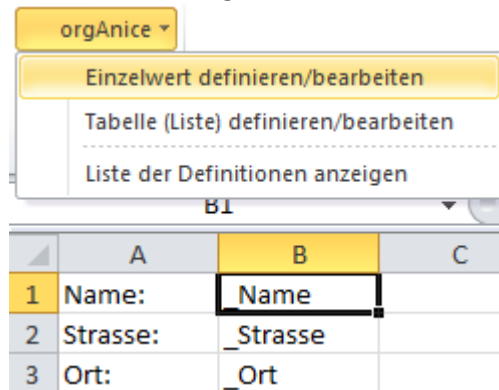 orgAnice
Einzelwert definieren/bearbeiten
Tabelle (Liste) definieren/bearbeiten
Liste der Definitionen anzeigen
B1
A B C
1 Name: _Name
2 Strasse: _Strasse
3 Ort: _Ort